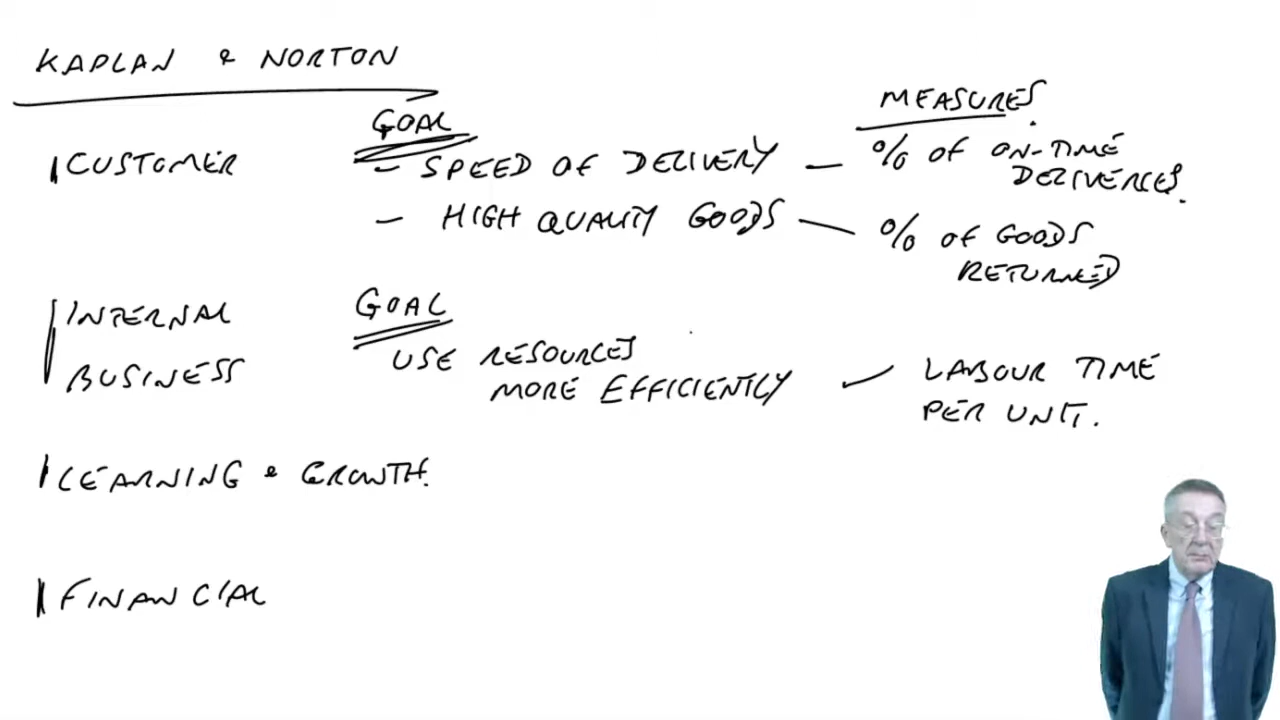 KAPLAN & NORTON
MEASURES.
GOAL
CUSTOMER - SPEED OF DELIVERY - % OF ON-TIME
DELIVERIES.
- HIGH QUALITY GOODS - % OF GOODS
RETURNED
INTERNAL GOAL
BUSINESS USE RESOURCES
MORE EFFICIENTLY - LABOUR TIME
PER UNIT.
LEARNING & GROWTH.
FINANCIAL